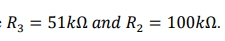 R₃ = 51kΩ and R₂ = 100kΩ.